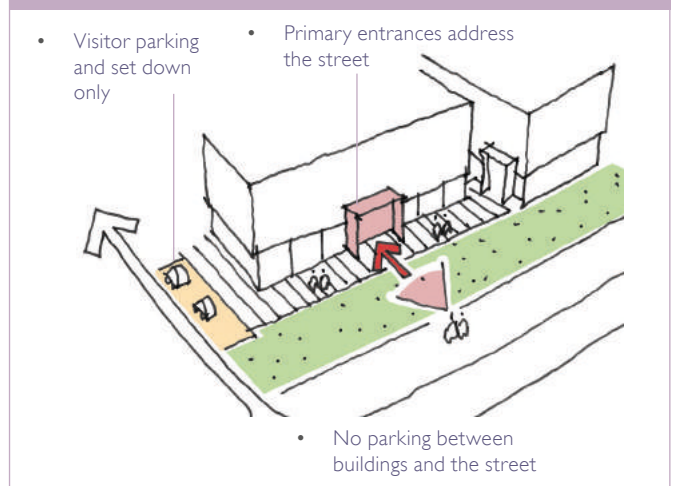 • Visitor parking
and set down
only
• Primary entrances address
the street
• No parking between
buildings and the street